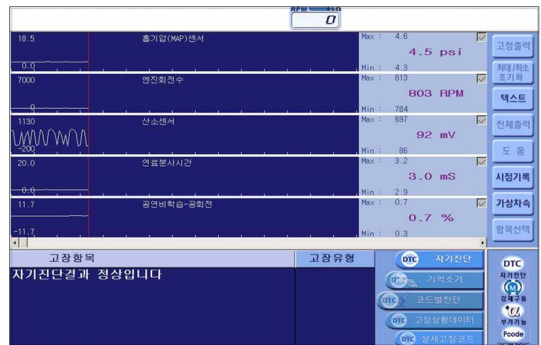 RPM
0
18.5
흡기압(MAP)센서
Max : 4.6
4.5 psi
0.0
Min : 4.3
고정출력
7000
엔진회전수
Max : 813
최대/최소
초기화
803 RPM
0
Min : 784
텍스트
1130
산소센서
Max : 697
전체출력
92 mV
-200
Min : 86
도 움
20.0
연료분사시간
Max : 3.2
3.0 mS
시점기록
0.0
Min : 2.9
11.7
공연비학습-공회전
Max : 0.7
가상차속
0.7 %
-11.7
Min : 0.3
항목선택
고장항목
고장유형
DTC 자기진단
DTC
자기진단결과 정상입니다
자기진단
기억소거
강제구동
DTC 코드별진단
DTC 고장상황데이터
부가기능
DTC 상세고장코드
Pcode